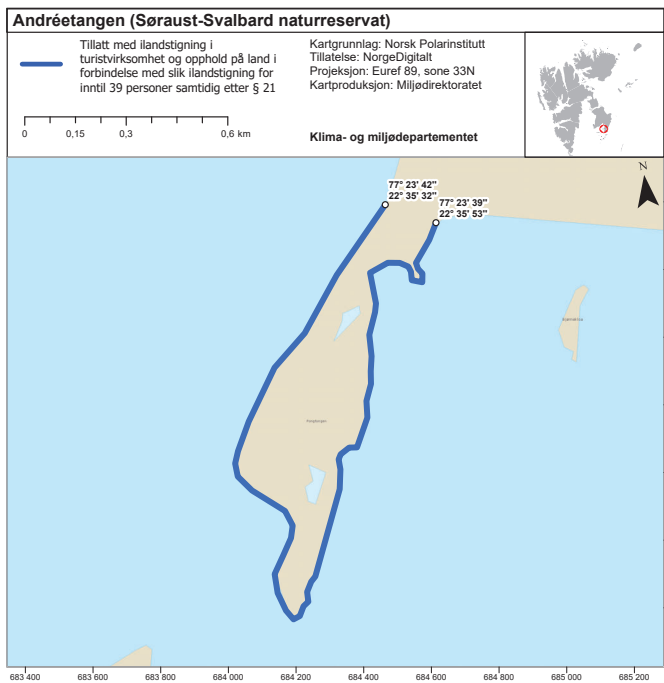 Andréetangen (Søraust-Svalbard naturreservat)
Tillatt med ilandstigning i
turistvirksomhet og opphold på land i
forbindelse med slik ilandstigning for
inntil 39 personer samtidig etter § 21
0 0,15 0,3 0,6 km
Kartgrunnlag: Norsk Polarinstitutt
Tillatelse: NorgeDigitalt
Projeksjon: Euref 89, sone 33N
Kartproduksjon: Miljødirektoratet
Klima- og miljødepartementet
N
77° 23' 42"
22° 35' 32"
77° 23' 39"
22° 35' 53"
683 400 683 600 683 800 684 000 684 200 684 400 684 600 684 800 685 000 685 200